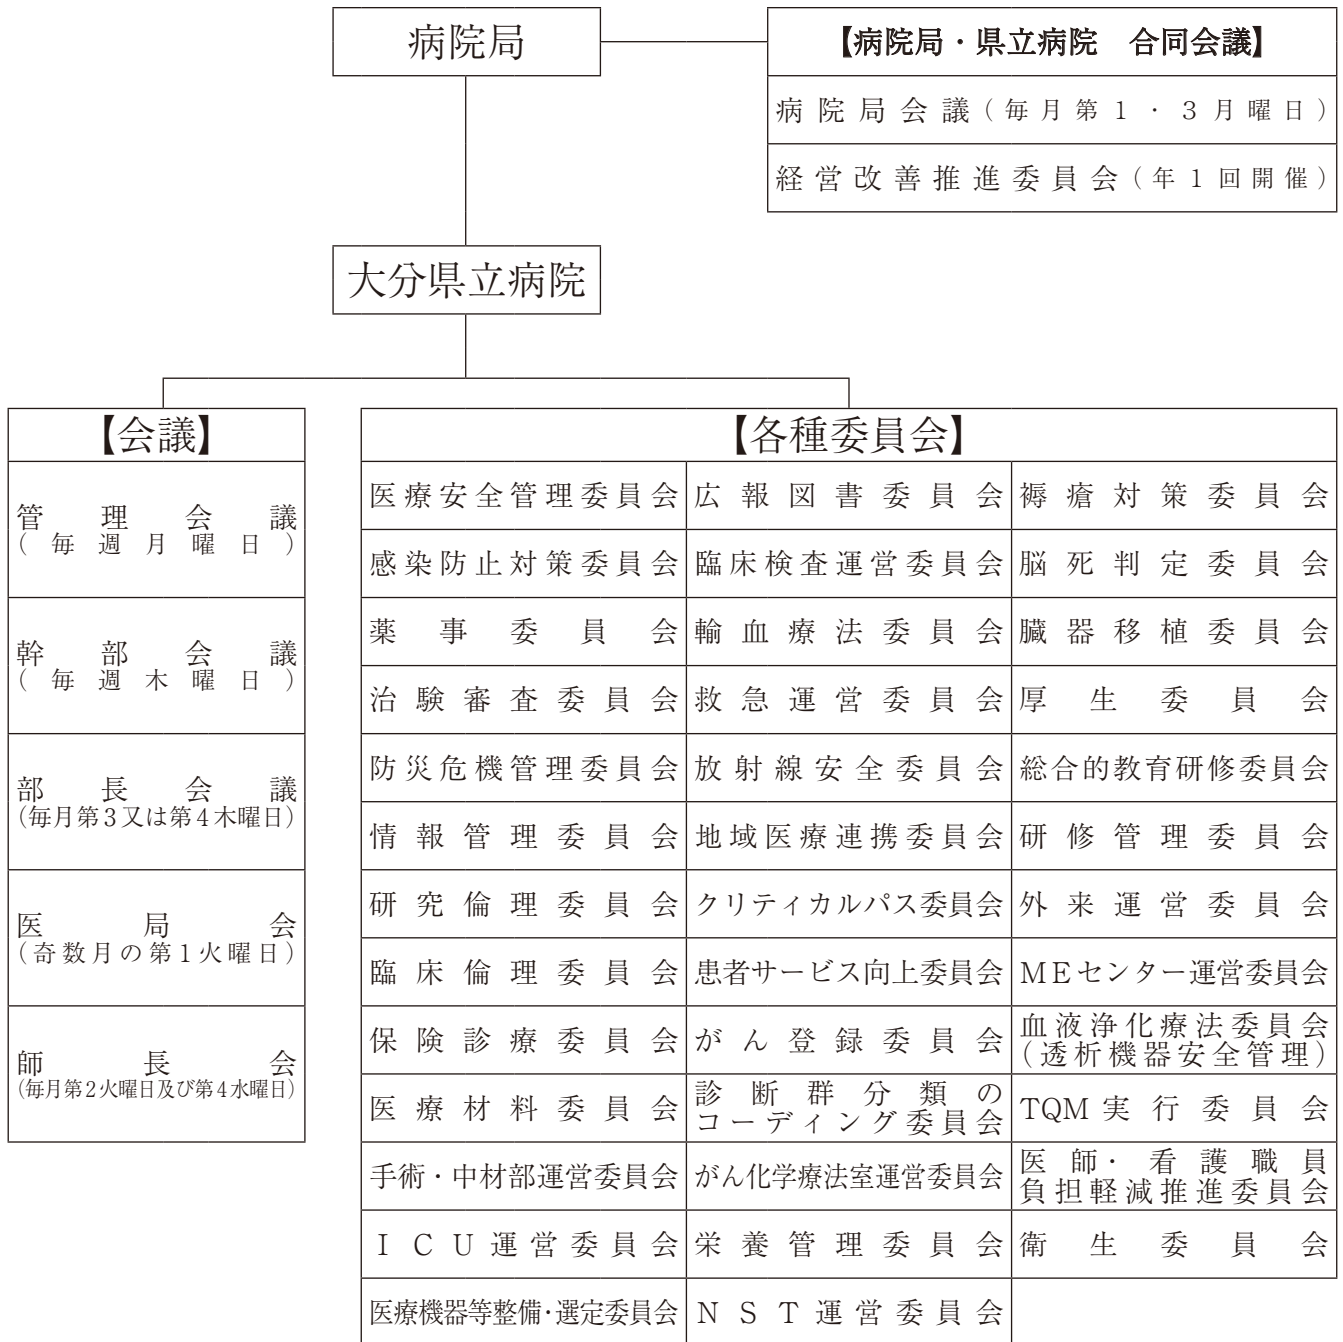 病院局
【病院局・県立病院　合同会議】
病院局会議（毎月第１・３月曜日）
経営改善推進委員会（年１回開催）
大分県立病院
【会議】
管理会議
（毎週月曜日）
幹部会議
（毎週木曜日）
部長会議
（毎月第３又は第４木曜日）
医局会
（奇数月の第１火曜日）
師長会
（毎月第２火曜日及び第４水曜日）
【各種委員会】
医療安全管理委員会
広報図書委員会
褥瘡対策委員会
感染防止対策委員会
臨床検査運営委員会
脳死判定委員会
薬事委員会
輸血療法委員会
臓器移植委員会
治験審査委員会
救急運営委員会
厚生委員会
防災危機管理委員会
放射線安全委員会
総合的教育研修委員会
情報管理委員会
地域医療連携委員会
研修管理委員会
研究倫理委員会
クリティカルパス委員会
外来運営委員会
臨床倫理委員会
患者サービス向上委員会
ＭＥセンター運営委員会
保険診療委員会
がん登録委員会
血液浄化療法委員会
（透析機器安全管理）
医療材料委員会
診断群分類の
コーディング委員会
TQM実行委員会
手術・中材部運営委員会
がん化学療法室運営委員会
医師・看護職員
負担軽減推進委員会
ＩＣＵ運営委員会
栄養管理委員会
衛生委員会
医療機器等整備・選定委員会
ＮＳＴ運営委員会